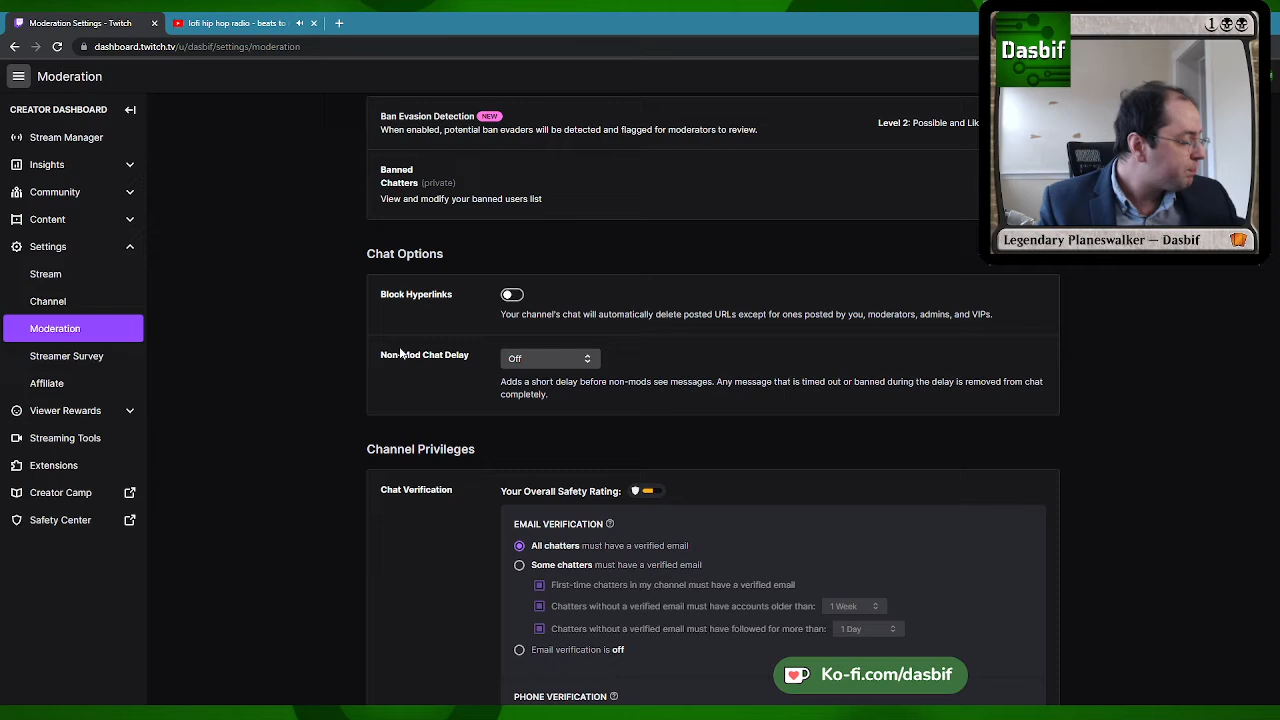 Moderation Settings - Twitch
lofi hip hop radio - beats to
dashboard.twitch.tv/u/dasbif/settings/moderation
Moderation
1
Dasbif
Legendary Planeswalker — Dasbif
CREATOR DASHBOARD
Stream Manager
Insights
Community
Content
Settings
Stream
Channel
Moderation
Streamer Survey
Affiliate
Viewer Rewards
Streaming Tools
Extensions
Creator Camp
Safety Center
Ban Evasion Detection NEW
When enabled, potential ban evaders will be detected and flagged for moderators to review.
Level 2: Possible and Lik
Banned
Chatters (private)
View and modify your banned users list
Chat Options
Block Hyperlinks
Your channel's chat will automatically delete posted URLs except for ones posted by you, moderators, admins, and VIPs.
Non-Mod Chat Delay
Off
Adds a short delay before non-mods see messages. Any message that is timed out or banned during the delay is removed from chat
completely.
Channel Privileges
Chat Verification
Your Overall Safety Rating:
EMAIL VERIFICATION
All chatters must have a verified email
Some chatters must have a verified email
First-time chatters in my channel must have a verified email
Chatters without a verified email must have accounts older than: 1 Week
Chatters without a verified email must have followed for more than: 1 Day
Email verification is off
PHONE VERIFICATION
Ko-fi.com/dasbif